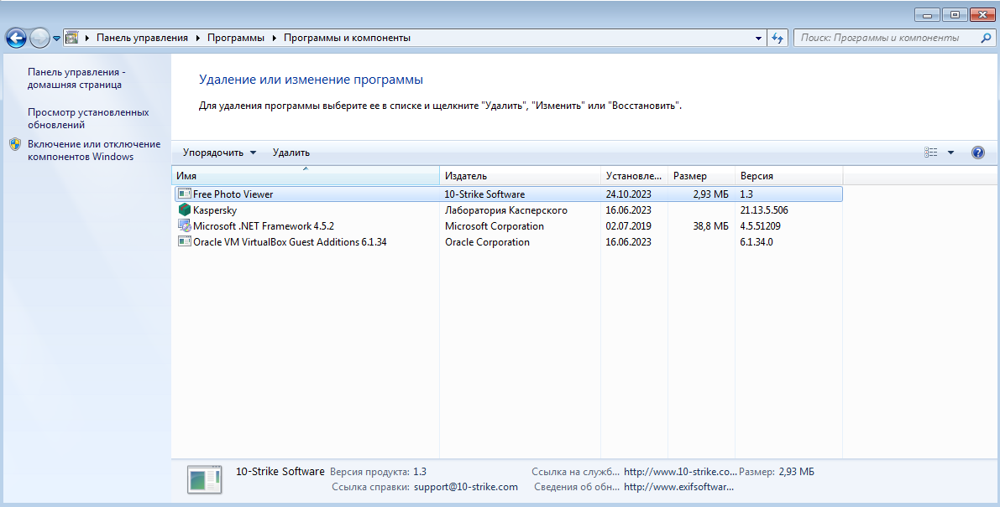 Панель управления Программы Программы и компоненты
Поиск: Программы и компоненты
Панель управления -
домашняя страница
Просмотр установленных
обновлений
Включение или отключение
компонентов Windows
Удаление или изменение программы
Для удаления программы выберите ее в списке и щелкните "Удалить", "Изменить" или "Восстановить".
Упорядочить Удалить
Имя Издатель Установле... Размер Версия
Free Photo Viewer 10-Strike Software 24.10.2023 2,93 МБ 1.3
Kaspersky Лаборатория Касперского 16.06.2023 21.13.5.506
Microsoft .NET Framework 4.5.2 Microsoft Corporation 02.07.2019 38,8 МБ 4.5.51209
Oracle VM VirtualBox Guest Additions 6.1.34 Oracle Corporation 16.06.2023 6.1.34.0
10-Strike Software Версия продукта: 1.3 Ссылка на служб... http://www.10-strike.co... Размер: 2,93 МБ
Ссылка справки: support@10-strike.com Сведения об обн... http://www.exifsoftwar...